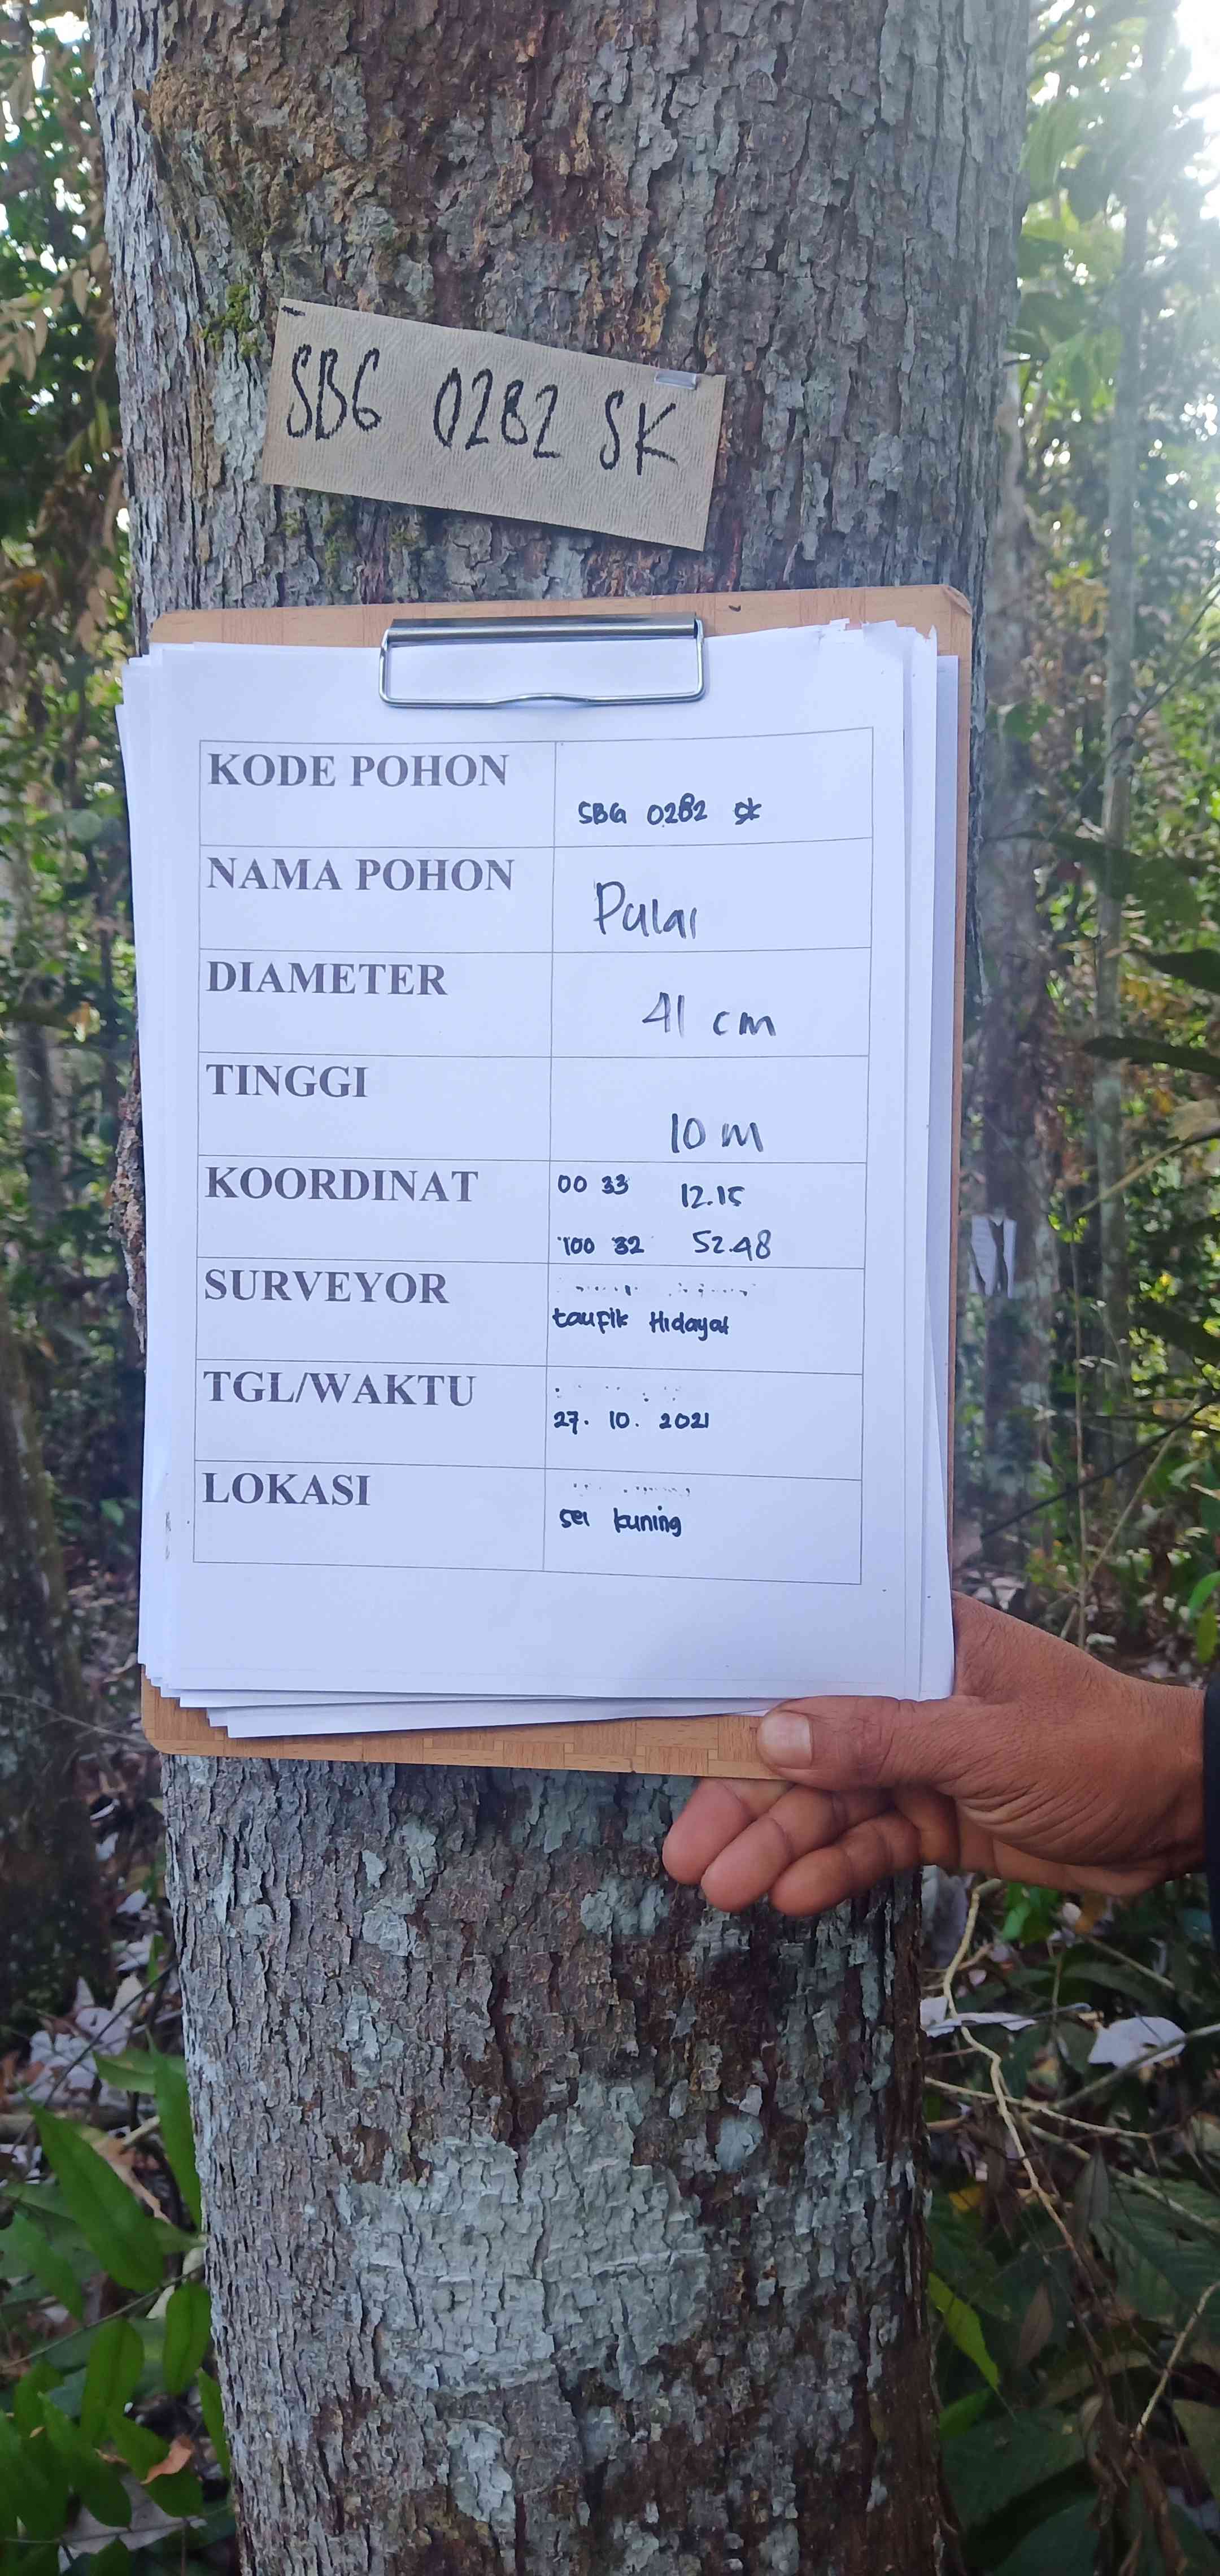 SBG 0282 SK
KODE POHON
SBG 0282 SK
NAMA POHON
Pulai
DIAMETER
41 cm
TINGGI
10 m
KOORDINAT
00 33 12.15
100 32 52.48
SURVEYOR
taufik Hidayat
TGL/WAKTU
27. 10. 2021
LOKASI
sei kuning